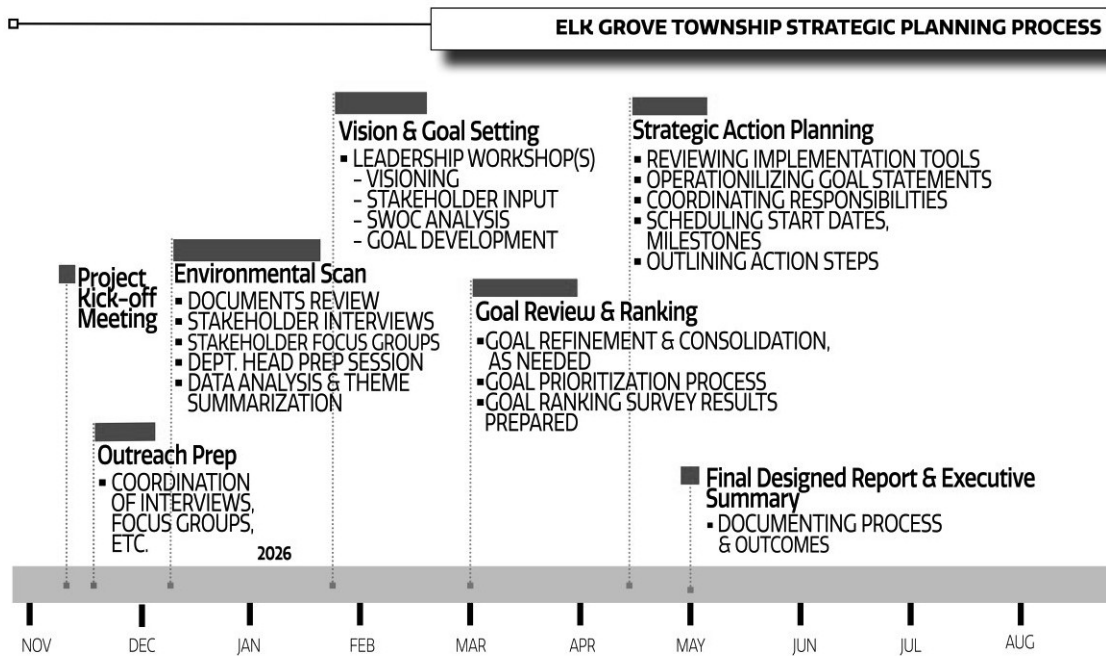 ELK GROVE TOWNSHIP STRATEGIC PLANNING PROCESS
Project
Kick-off
Meeting
Outreach Prep
▪ COORDINATION
OF INTERVIEWS,
FOCUS GROUPS,
ETC.
Environmental Scan
▪ DOCUMENTS REVIEW
▪ STAKEHOLDER INTERVIEWS
▪ STAKEHOLDER FOCUS GROUPS
▪ DEPT. HEAD PREP SESSION
▪ DATA ANALYSIS & THEME
SUMMARIZATION
Vision & Goal Setting
▪ LEADERSHIP WORKSHOP(S)
– VISIONING
– STAKEHOLDER INPUT
– SWOC ANALYSIS
– GOAL DEVELOPMENT
Goal Review & Ranking
▪GOAL REFINEMENT & CONSOLIDATION,
AS NEEDED
▪GOAL PRIORITIZATION PROCESS
▪GOAL RANKING SURVEY RESULTS
PREPARED
Strategic Action Planning
▪ REVIEWING IMPLEMENTATION TOOLS
▪ OPERATIONILIZING GOAL STATEMENTS
▪ COORDINATING RESPONSIBILITIES
▪ SCHEDULING START DATES,
MILESTONES
▪ OUTLINING ACTION STEPS
Final Designed Report & Executive
Summary
▪ DOCUMENTING PROCESS
& OUTCOMES
2026
NOV DEC JAN FEB MAR APR MAY JUN JUL AUG